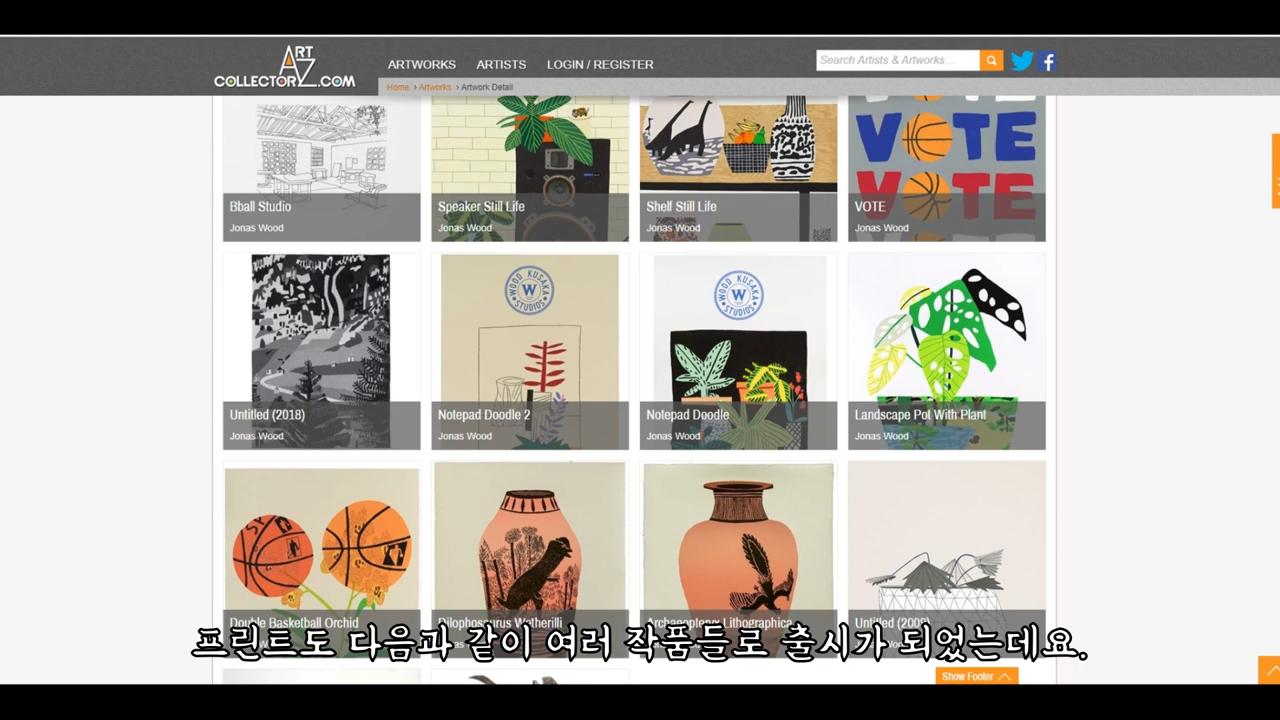 ART
COLLECTORZ.COM
ARTWORKS ARTISTS LOGIN / REGISTER
Search Artists & Artworks...
Home › Artworks › Artwork Detail
Bball Studio
Jonas Wood
Speaker Still Life
Jonas Wood
Shelf Still Life
Jonas Wood
VOTE
VOTE
VOTE
Jonas Wood
Untitled (2018)
Jonas Wood
WOOD KUSAKA STUDIOS
W
Notepad Doodle 2
Jonas Wood
WOOD KUSAKA STUDIOS
W
Notepad Doodle
Jonas Wood
Landscape Pot With Plant
Jonas Wood
Double Basketball Orchid
Dilophosaurus Watherilli
Archaeopteryx Lithographica
프린트도 다음과 같이 여러 작품들로 출시가 되었는데요.
Show Footer